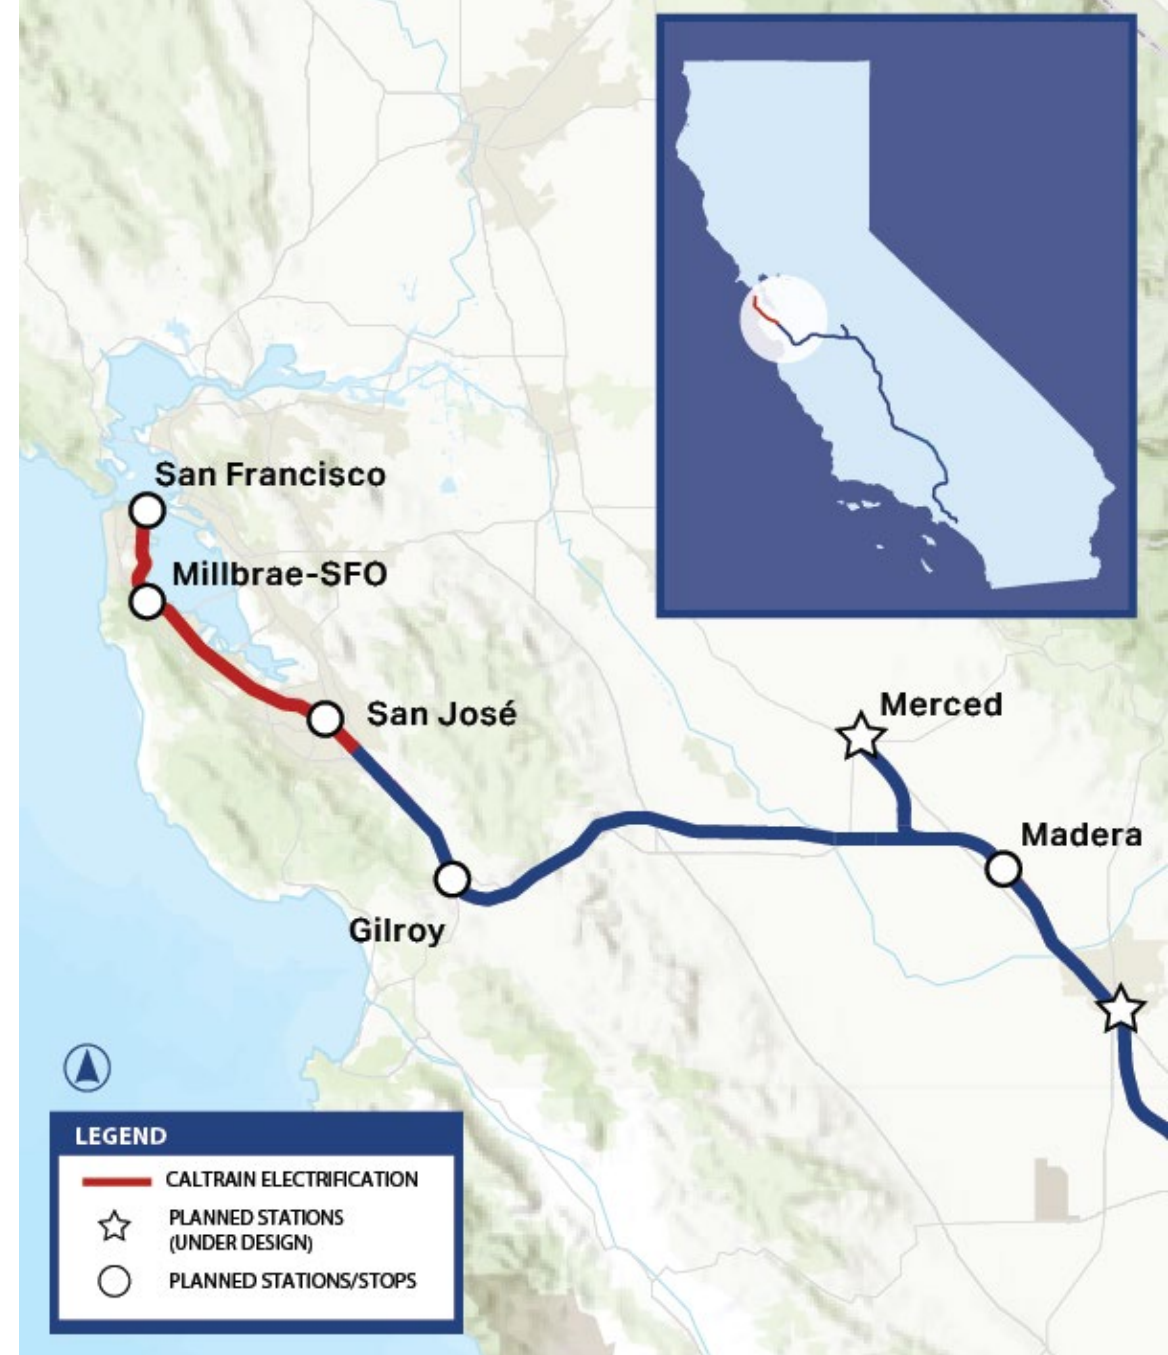 San Francisco
Millbrae-SFO
San José
Merced
Madera
Gilroy
LEGEND
CALTRAIN ELECTRIFICATION
PLANNED STATIONS
(UNDER DESIGN)
PLANNED STATIONS/STOPS